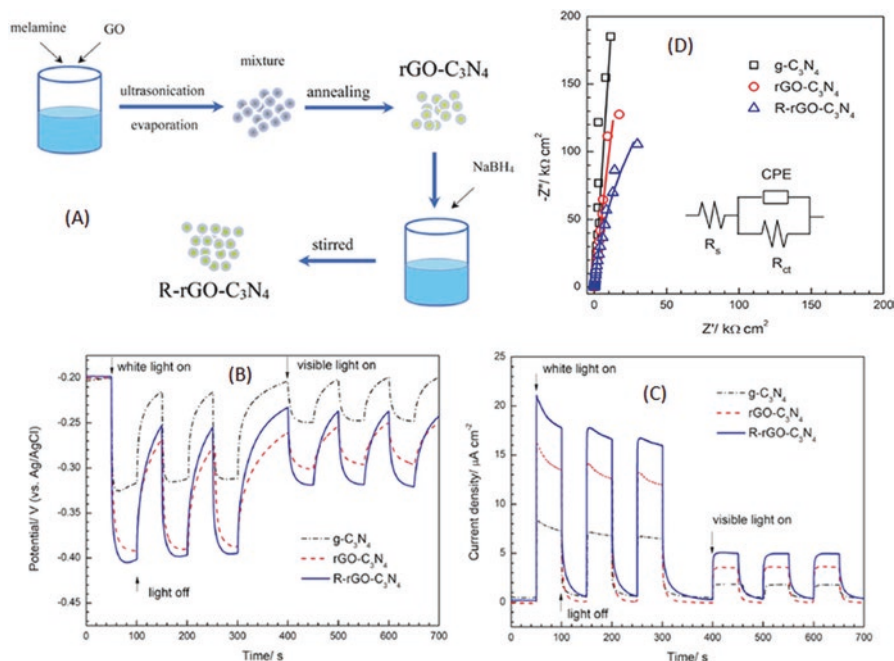 melamine
GO
ultrasonication
evaporation
mixture
annealing
rGO-C₃N₄
(A)
NaBH₄
stirred
R-rGO-C₃N₄
(D)
g-C₃N₄
rGO-C₃N₄
R-rGO-C₃N₄
CPE
Rₛ
R_ct
-Z''/ kΩ cm²
-200
-150
-100
50
0
0 50 100 150 200
Z'/ kΩ cm²
white light on
(B)
visible light on
-0.20
-0.25
-0.30
-0.35
-0.40
-0.45
Potential/ V (vs. Ag/AgCl)
g-C₃N₄
rGO-C₃N₄
R-rGO-C₃N₄
light off
0 100 200 300 400 500 600 700
Time/ s
white light on
(C)
g-C₃N₄
rGO-C₃N₄
R-rGO-C₃N₄
visible light on
light off
25
20
15
10
5
0
Current density/ μA cm⁻²
0 100 200 300 400 500 600 700
Time/ s